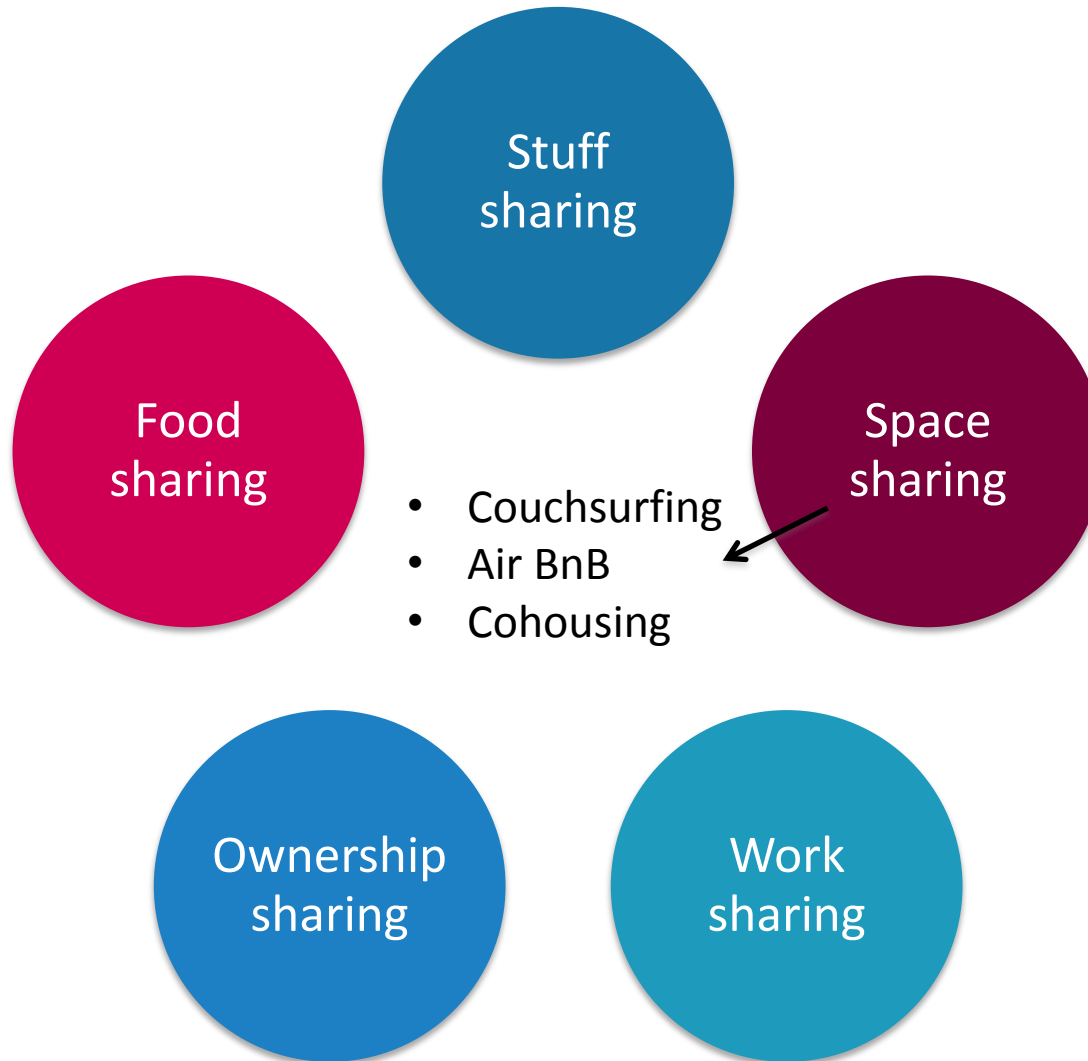 Stuff
sharing
Food
sharing
Space
sharing
• Couchsurfing
• Air BnB
• Cohousing
Ownership
sharing
Work
sharing